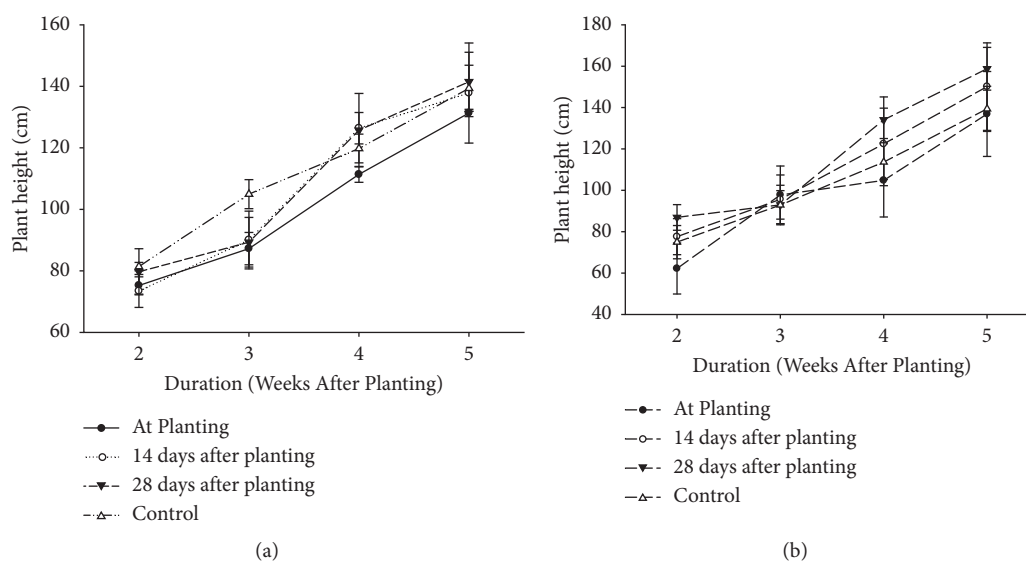 160
140
120
100
80
60
Plant height (cm)
2 3 4 5
Duration (Weeks After Planting)
At Planting
14 days after planting
28 days after planting
Control
(a)
180
160
140
120
100
80
60
40
Plant height (cm)
2 3 4 5
Duration (Weeks After Planting)
At Planting
14 days after planting
28 days after planting
Control
(b)